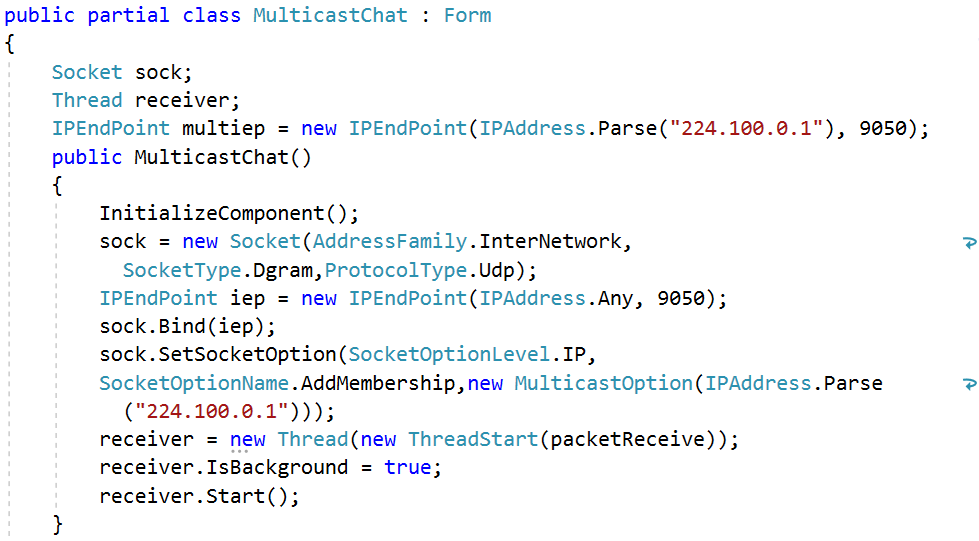 public partial class MulticastChat : Form
{
Socket sock;
Thread receiver;
IPEndPoint multiep = new IPEndPoint(IPAddress.Parse("224.100.0.1"), 9050);
public MulticastChat()
{
InitializeComponent();
sock = new Socket(AddressFamily.InterNetwork,
SocketType.Dgram,ProtocolType.Udp);
IPEndPoint iep = new IPEndPoint(IPAddress.Any, 9050);
sock.Bind(iep);
sock.SetSocketOption(SocketOptionLevel.IP,
SocketOptionName.AddMembership,new MulticastOption(IPAddress.Parse
("224.100.0.1")));
receiver = new Thread(new ThreadStart(packetReceive));
receiver.IsBackground = true;
receiver.Start();
}